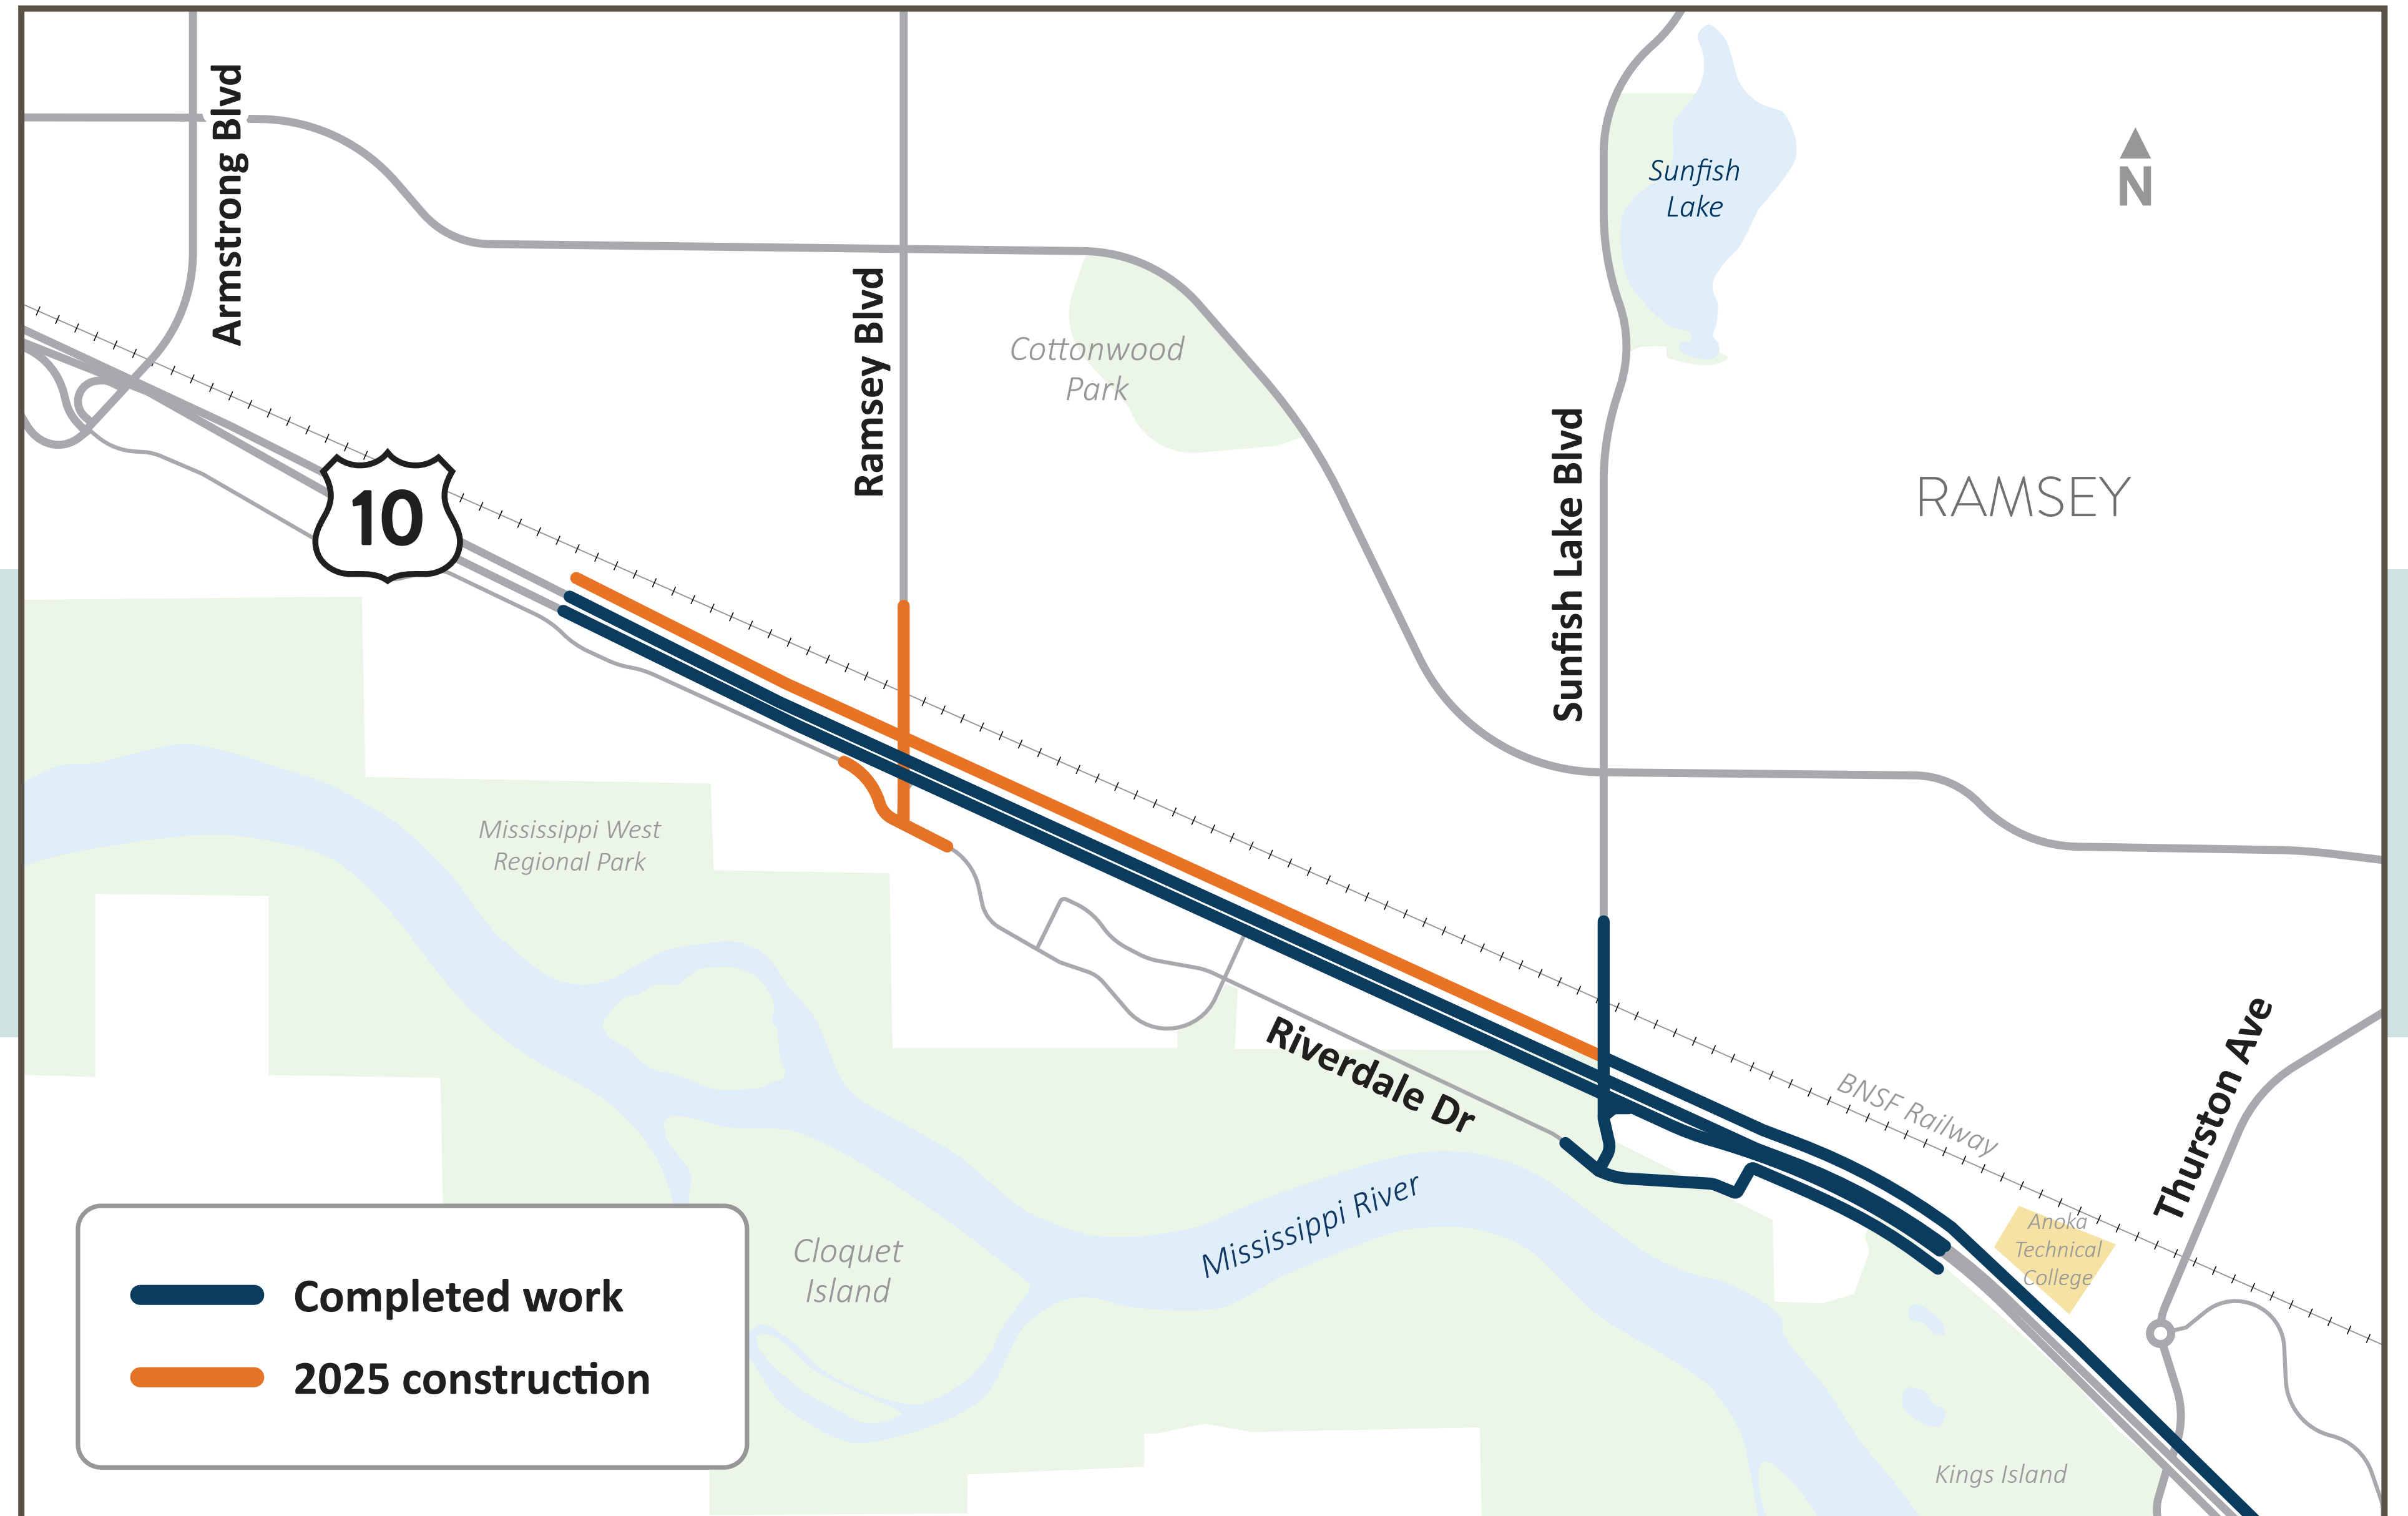 Armstrong Blvd
Ramsey Blvd
Sunfish
Lake
N
Cottonwood
Park
Sunfish Lake Blvd
RAMSEY
10
Mississippi West
Regional Park
Riverdale Dr
BNSF Railway
Thurston Ave
Anoka
Technical
College
Mississippi River
Cloquet
Island
Completed work
2025 construction
Kings Island